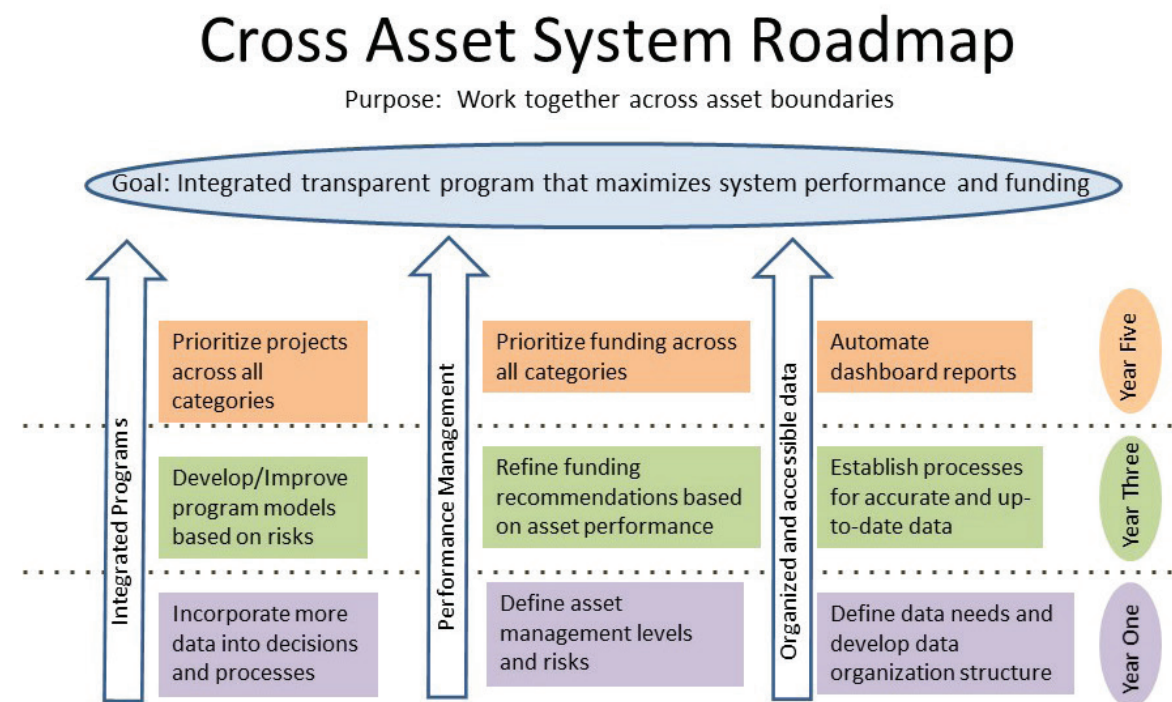 Cross Asset System Roadmap
Purpose: Work together across asset boundaries
Goal: Integrated transparent program that maximizes system performance and funding
Integrated Programs
Prioritize projects
across all
categories
Performance Management
Prioritize funding across
all categories
Organized and accessible data
Automate
dashboard reports
Year Five
Develop/Improve
program models
based on risks
Refine funding
recommendations based
on asset performance
Establish processes
for accurate and up-
to-date data
Year Three
Incorporate more
data into decisions
and processes
Define asset
management levels
and risks
Define data needs and
develop data
organization structure
Year One